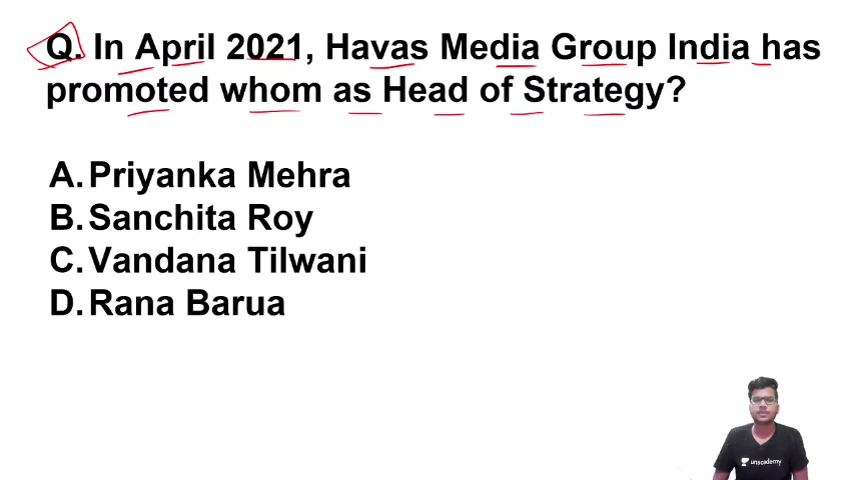 Q. In April 2021, Havas Media Group India has
promoted whom as Head of Strategy?
A. Priyanka Mehra
B. Sanchita Roy
C. Vandana Tilwani
D. Rana Barua
unacademy